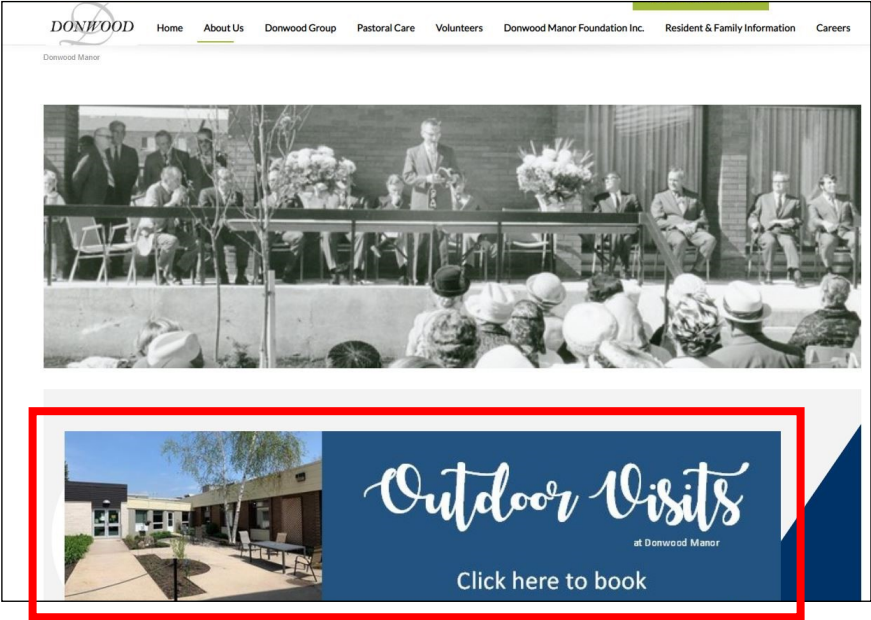 DONWOOD
Home About Us Donwood Group Pastoral Care Volunteers Donwood Manor Foundation Inc. Resident & Family Information Careers
Donwood Manor
Outdoor Visits
at Donwood Manor
Click here to book